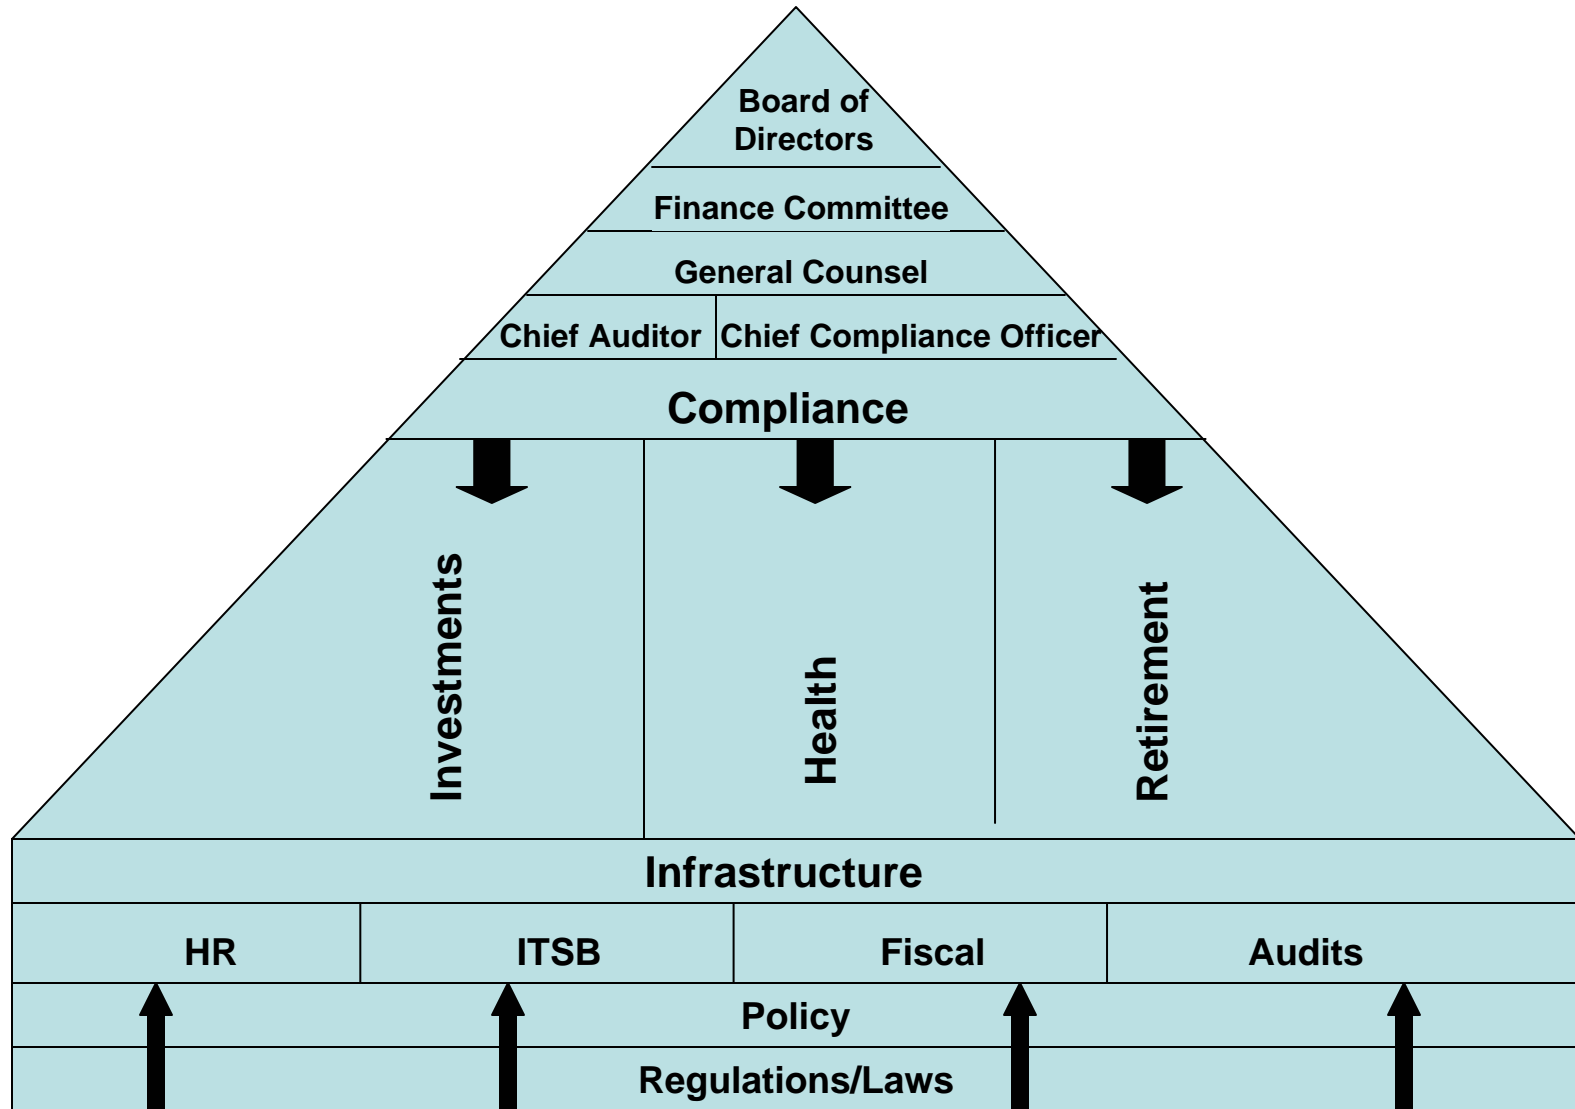 Board of
Directors
Finance Committee
General Counsel
Chief Auditor
Chief Compliance Officer
Compliance
Investments
Health
Retirement
Infrastructure
HR
ITSB
Fiscal
Audits
Policy
Regulations/Laws